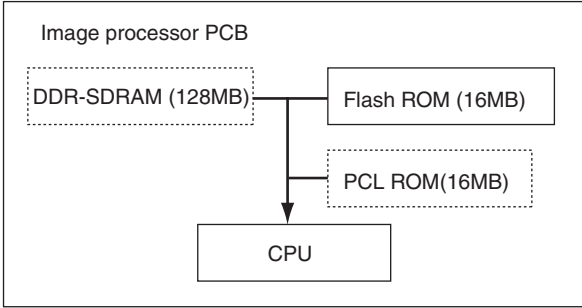 Image processor PCB
DDR-SDRAM (128MB)
Flash ROM (16MB)
PCL ROM(16MB)
CPU